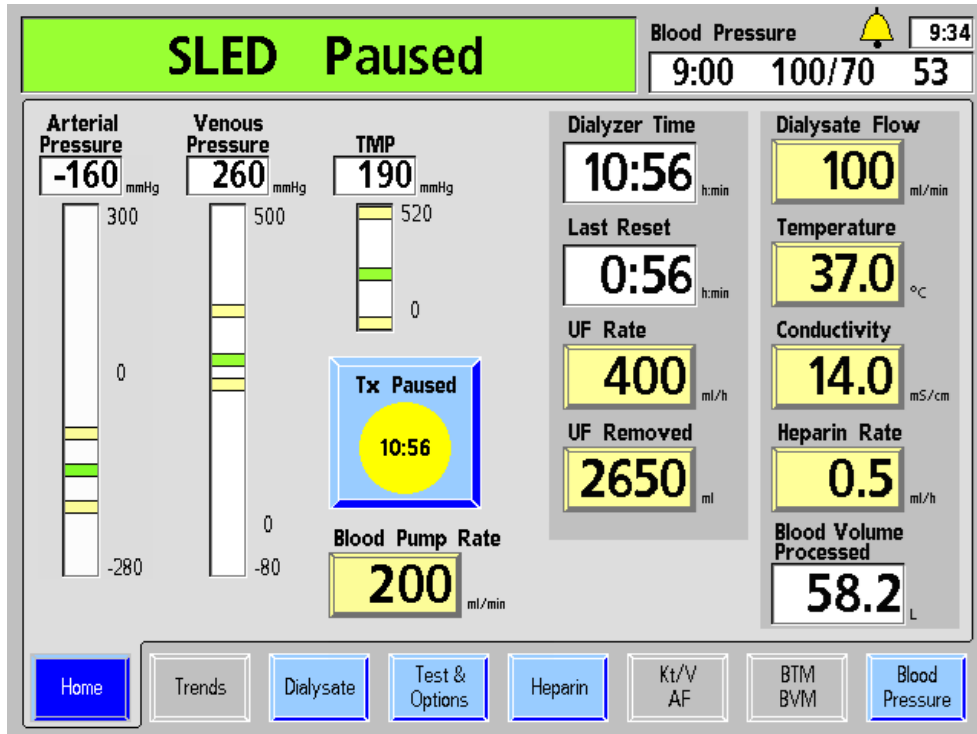 SLED Paused
Blood Pressure
9:34
9:00 100/70 53
Arterial
Pressure
-160 mmHg
300
0
-280
Venous
Pressure
260 mmHg
500
0
-80
TMP
190 mmHg
520
0
Tx Paused
10:56
Blood Pump Rate
200 ml/min
Dialyzer Time
10:56 h:min
Last Reset
0:56 h:min
UF Rate
400 ml/h
UF Removed
2650 ml
Dialysate Flow
100 ml/min
Temperature
37.0 °C
Conductivity
14.0 mS/cm
Heparin Rate
0.5 ml/h
Blood Volume
Processed
58.2 L
Home
Trends
Dialysate
Test &
Options
Heparin
Kt/V
AF
BTM
BVM
Blood
Pressure